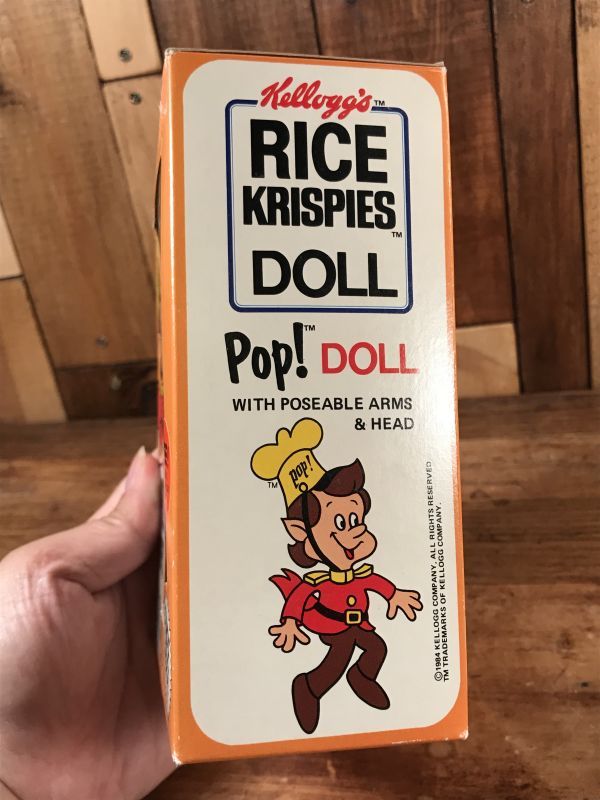 Kellogg's™
RICE
KRISPIES™
DOLL
Pop!™ DOLL
WITH POSEABLE ARMS
& HEAD
pop!
TM
©1984 KELLOGG COMPANY, ALL RIGHTS RESERVED
TM TRADEMARKS OF KELLOGG COMPANY.